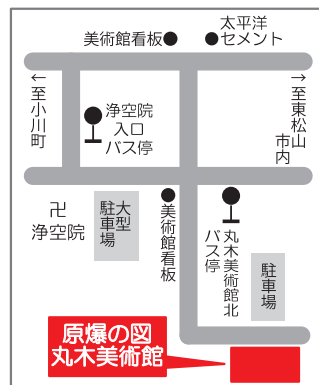 太平洋
セメント
美術館看板
←至小川町
→至東松山
市内
浄空院
入口
バス停
卍
浄空院
大型
駐車場
美術館看板
丸木美術館北
バス停
駐車場
原爆の図
丸木美術館